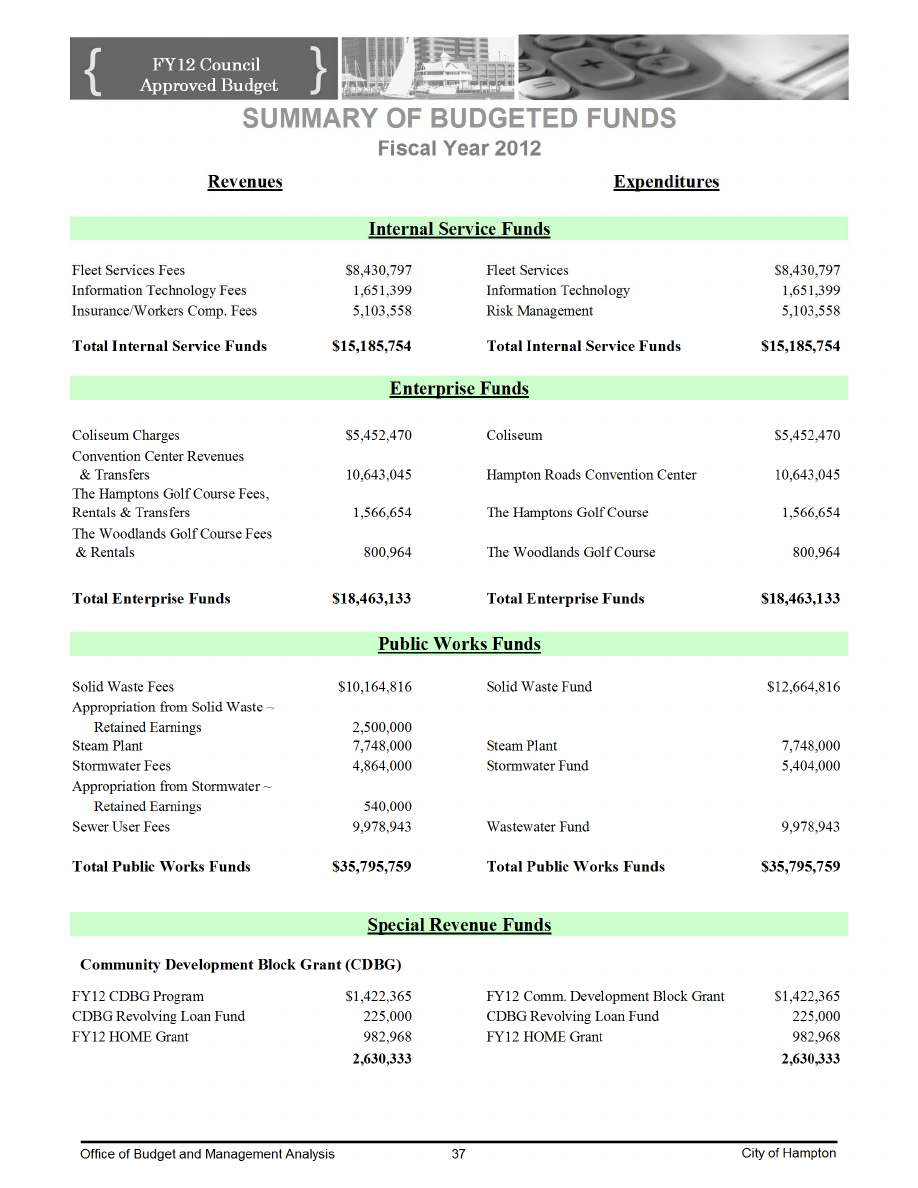 FY12 Council
Approved Budget
SUMMARY OF BUDGETED FUNDS
Fiscal Year 2012
Revenues Expenditures
Internal Service Funds
Fleet Services Fees $8,430,797 Fleet Services $8,430,797
Information Technology Fees 1,651,399 Information Technology 1,651,399
Insurance/Workers Comp. Fees 5,103,558 Risk Management 5,103,558
Total Internal Service Funds $15,185,754 Total Internal Service Funds $15,185,754
Enterprise Funds
Coliseum Charges $5,452,470 Coliseum $5,452,470
Convention Center Revenues
& Transfers 10,643,045 Hampton Roads Convention Center 10,643,045
The Hamptons Golf Course Fees,
Rentals & Transfers 1,566,654 The Hamptons Golf Course 1,566,654
The Woodlands Golf Course Fees
& Rentals 800,964 The Woodlands Golf Course 800,964
Total Enterprise Funds $18,463,133 Total Enterprise Funds $18,463,133
Public Works Funds
Solid Waste Fees $10,164,816 Solid Waste Fund $12,664,816
Appropriation from Solid Waste ~
Retained Earnings 2,500,000
Steam Plant 7,748,000 Steam Plant 7,748,000
Stormwater Fees 4,864,000 Stormwater Fund 5,404,000
Appropriation from Stormwater ~
Retained Earnings 540,000
Sewer User Fees 9,978,943 Wastewater Fund 9,978,943
Total Public Works Funds $35,795,759 Total Public Works Funds $35,795,759
Special Revenue Funds
Community Development Block Grant (CDBG)
FY12 CDBG Program $1,422,365 FY12 Comm. Development Block Grant $1,422,365
CDBG Revolving Loan Fund 225,000 CDBG Revolving Loan Fund 225,000
FY12 HOME Grant 982,968 FY12 HOME Grant 982,968
2,630,333 2,630,333
Office of Budget and Management Analysis 37 City of Hampton